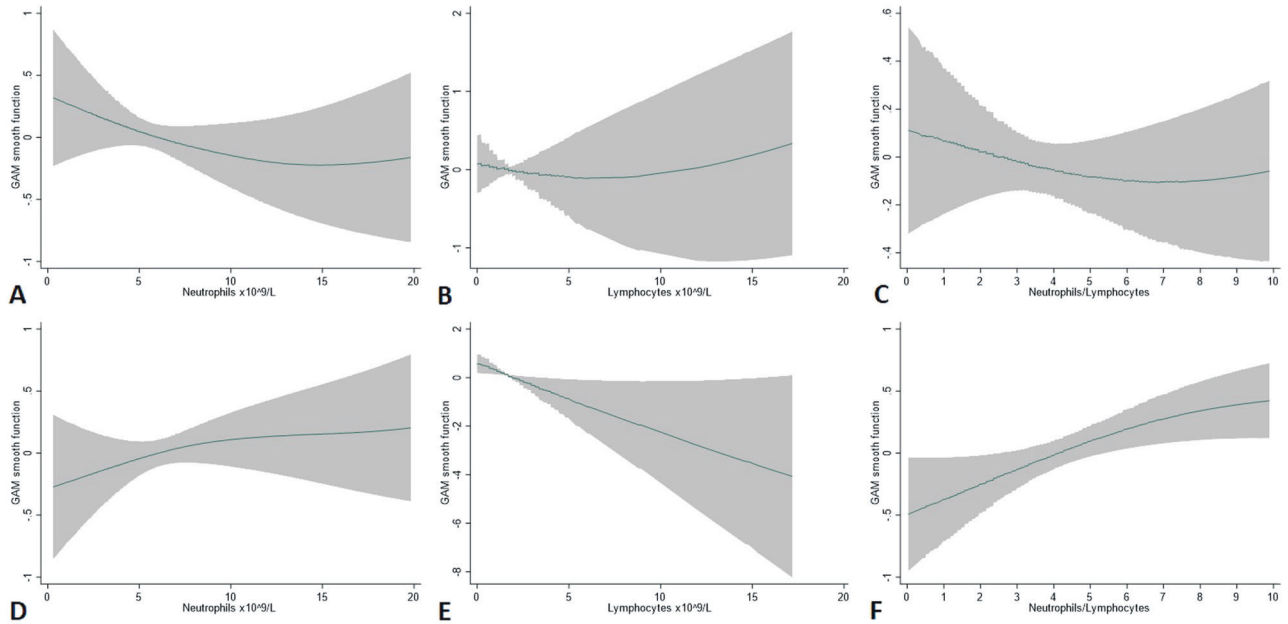 GAM smooth function
1
.5
0
-.5
-1
0 5 10 15 20
Neutrophils x10^9/L
A
GAM smooth function
2
1
0
-1
0 5 10 15 20
Lymphocytes x10^9/L
B
GAM smooth function
.6
.4
.2
0
-.2
-.4
0 1 2 3 4 5 6 7 8 9 10
Neutrophils/Lymphocytes
C
GAM smooth function
1
.5
0
-.5
-1
0 5 10 15 20
Neutrophils x10^9/L
D
GAM smooth function
2
0
-2
-4
-6
-8
0 5 10 15 20
Lymphocytes x10^9/L
E
GAM smooth function
1
.5
0
-.5
-1
0 1 2 3 4 5 6 7 8 9 10
Neutrophils/Lymphocytes
F